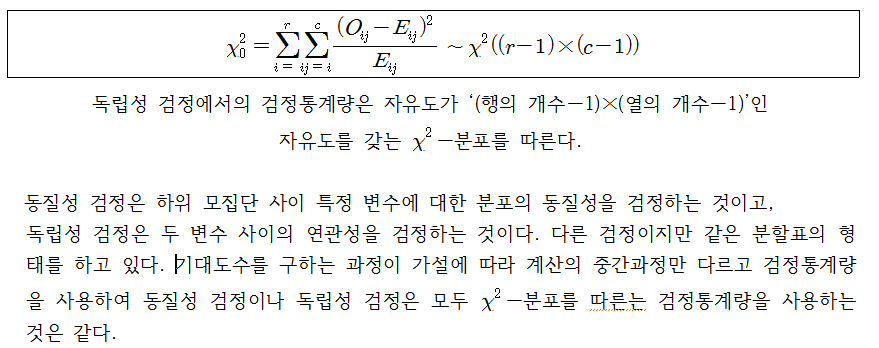 χ₀² = Σ_{i=}^{r} Σ_{ij=i}^{c} (O_{ij} − E_{ij})² / E_{ij} ~ χ²((r−1)×(c−1))
독립성 검정에서의 검정통계량은 자유도가 ‘(행의 개수−1)×(열의 개수−1)’인
자유도를 갖는 χ²−분포를 따른다.
동질성 검정은 하위 모집단 사이 특정 변수에 대한 분포의 동질성을 검정하는 것이고,
독립성 검정은 두 변수 사이의 연관성을 검정하는 것이다. 다른 검정이지만 같은 분할표의 형
태를 하고 있다. 기대도수를 구하는 과정이 가설에 따라 계산의 중간과정만 다르고 검정통계량
을 사용하여 동질성 검정이나 독립성 검정은 모두 χ²−분포를 따르는 검정통계량을 사용하는
것은 같다.